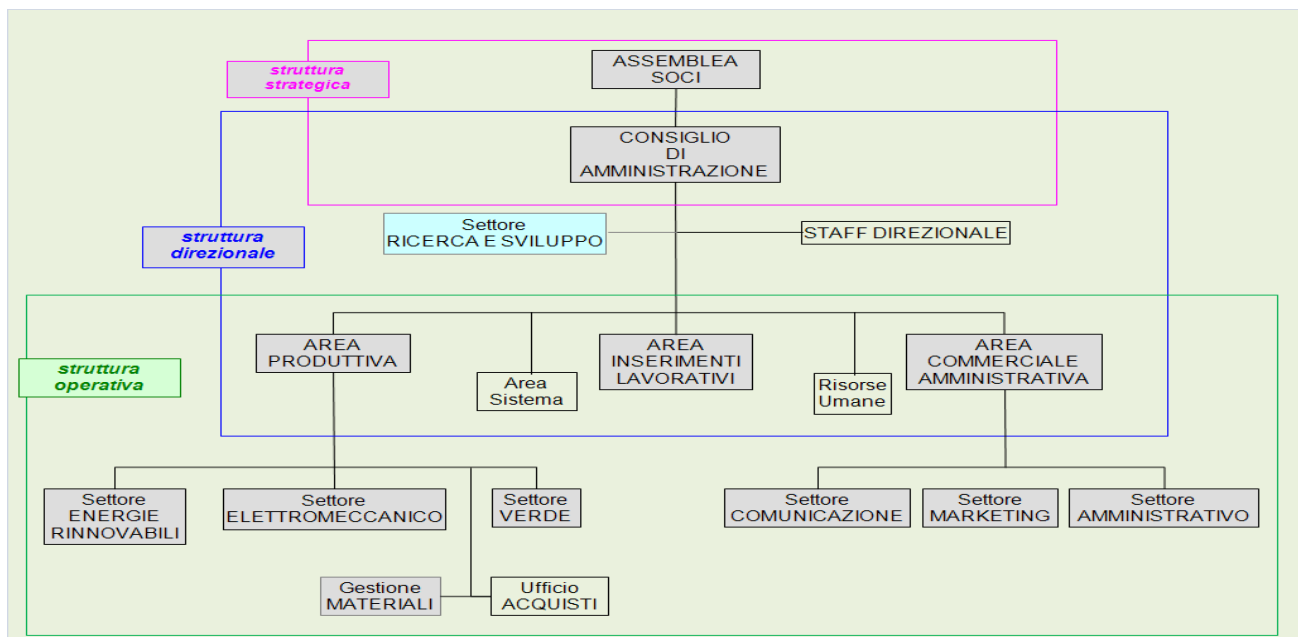 struttura
strategica
ASSEMBLEA
SOCI
CONSIGLIO
DI
AMMINISTRAZIONE
struttura
direzionale
Settore
RICERCA E SVILUPPO
STAFF DIREZIONALE
struttura
operativa
AREA
PRODUTTIVA
Area
Sistema
AREA
INSERIMENTI
LAVORATIVI
Risorse
Umane
AREA
COMMERCIALE
AMMINISTRATIVA
Settore
ENERGIE
RINNOVABILI
Settore
ELETTROMECCANICO
Settore
VERDE
Settore
COMUNICAZIONE
Settore
MARKETING
Settore
AMMINISTRATIVO
Gestione
MATERIALI
Ufficio
ACQUISTI